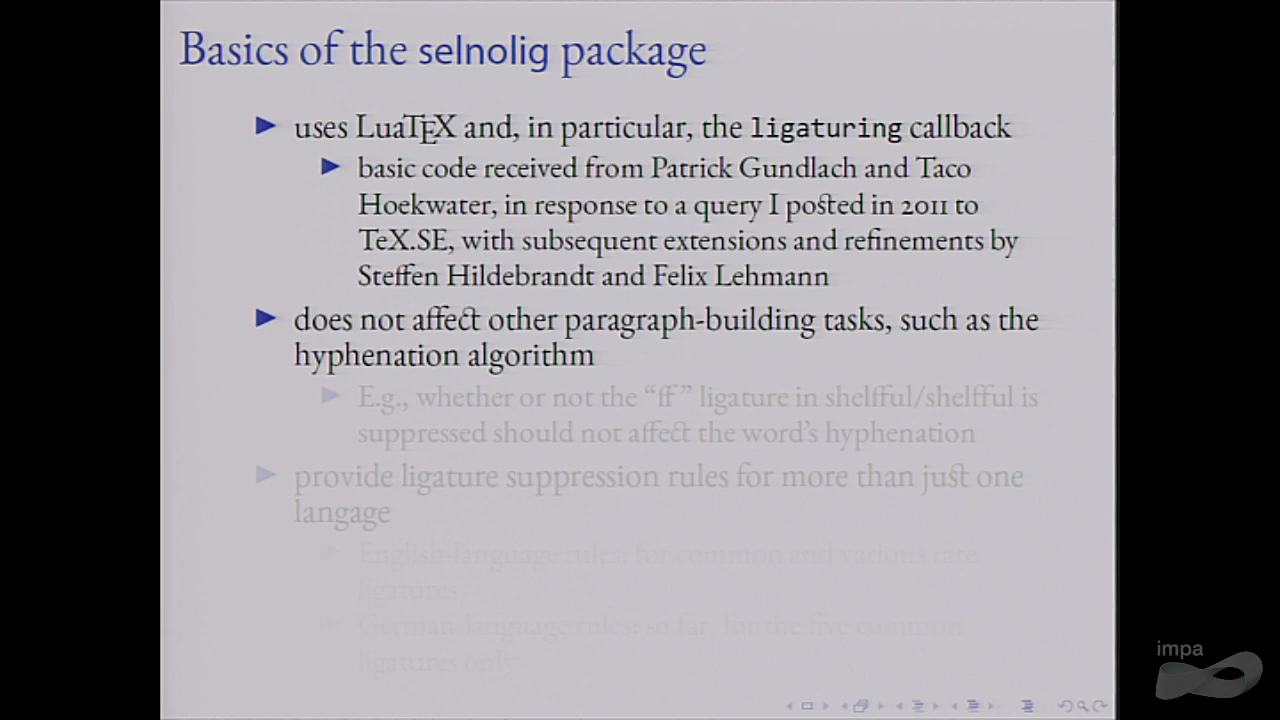 Basics of the selnolig package
uses LuaTEX and, in particular, the ligaturing callback
basic code received from Patrick Gundlach and Taco
Hoekwater, in response to a query I posted in 2011 to
TeX.SE, with subsequent extensions and refinements by
Steffen Hildebrandt and Felix Lehmann
does not affect other paragraph-building tasks, such as the
hyphenation algorithm
E.g., whether or not the “ff” ligature in shelfful/shelfful is
suppressed should not affect the word’s hyphenation
provide ligature suppression rules for more than just one
langage
English-language rules: for common and various rare
ligatures
German-language rules: so far, for the five common
ligatures only
impa